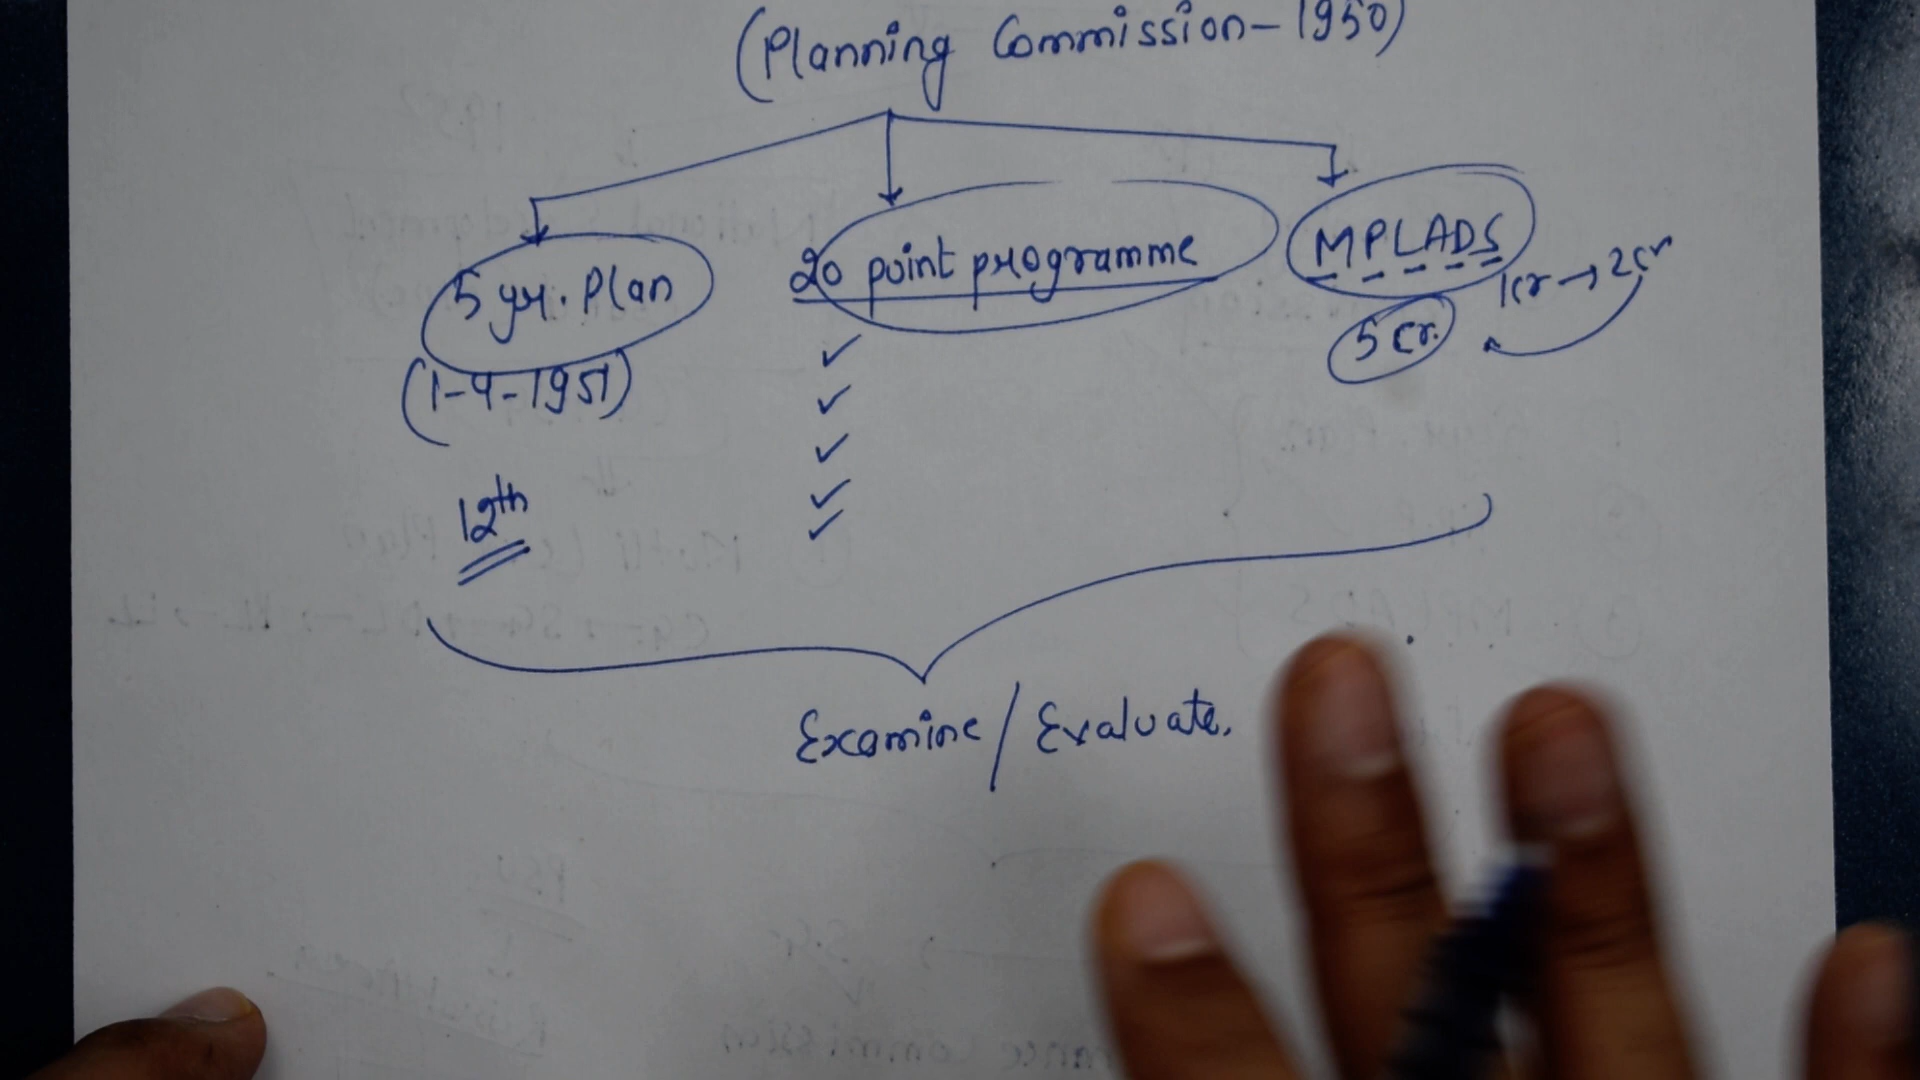 (Planning Commission-1950)
5 yr. Plan
20 point programme
MPLADS
1cr → 2cr
5 Cr.
(1-4-1951)
12th
Examine / Evaluate.